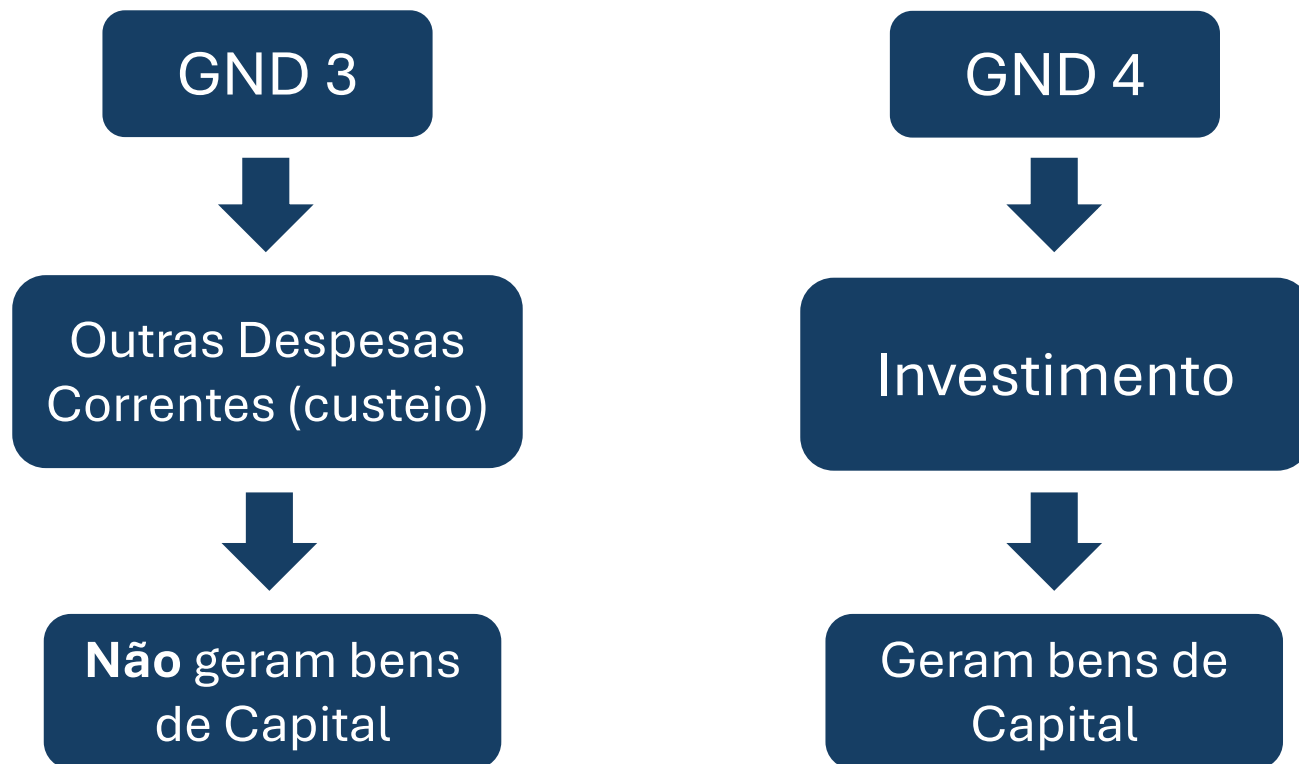 GND 3
Outras Despesas
Correntes (custeio)
Não geram bens
de Capital
GND 4
Investimento
Geram bens de
Capital